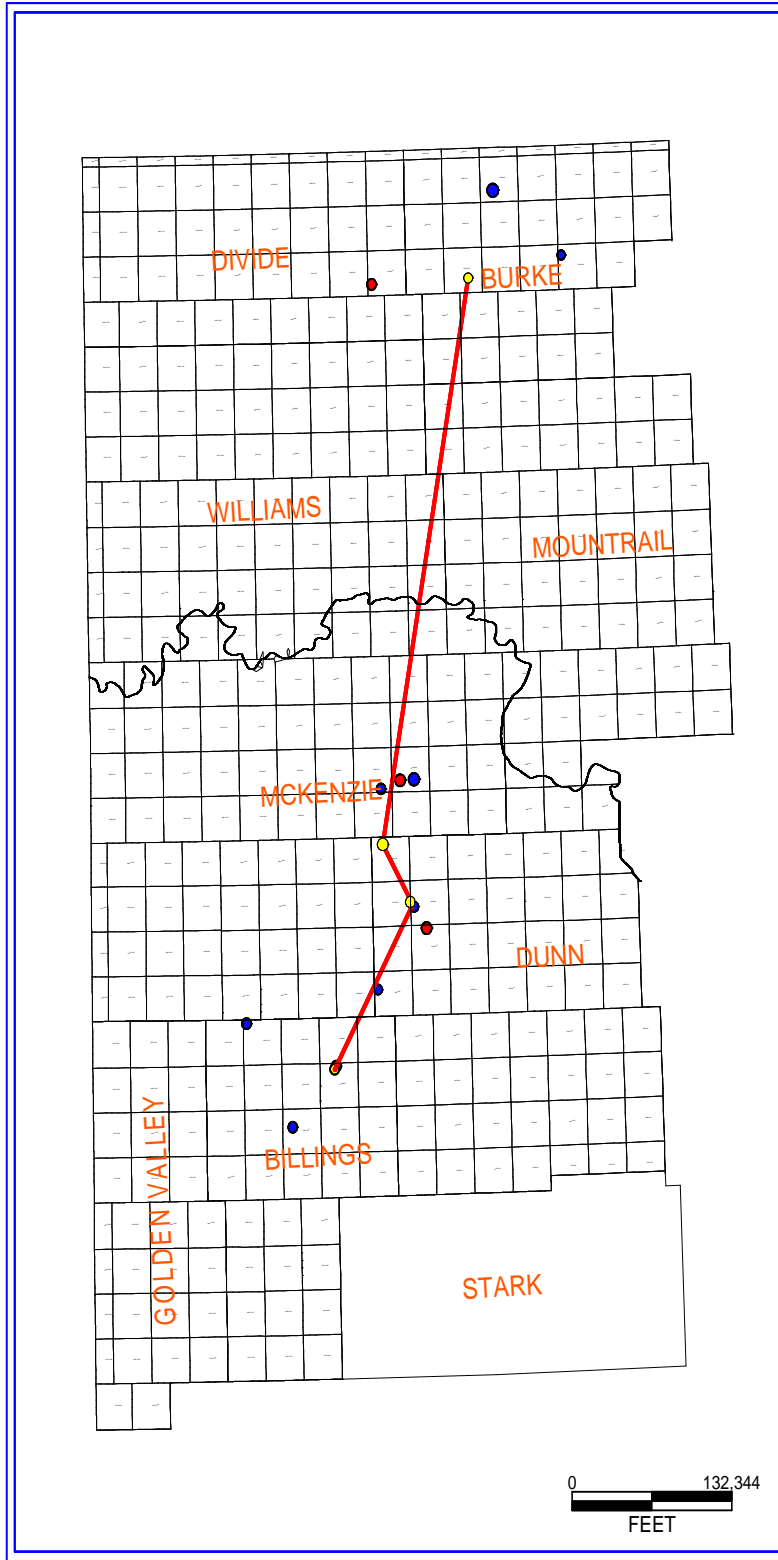 DIVIDE
BURKE
WILLIAMS
MOUNTRAIL
MCKENZIE
DUNN
GOLDEN VALLEY
BILLINGS
STARK
0 132,344
FEET